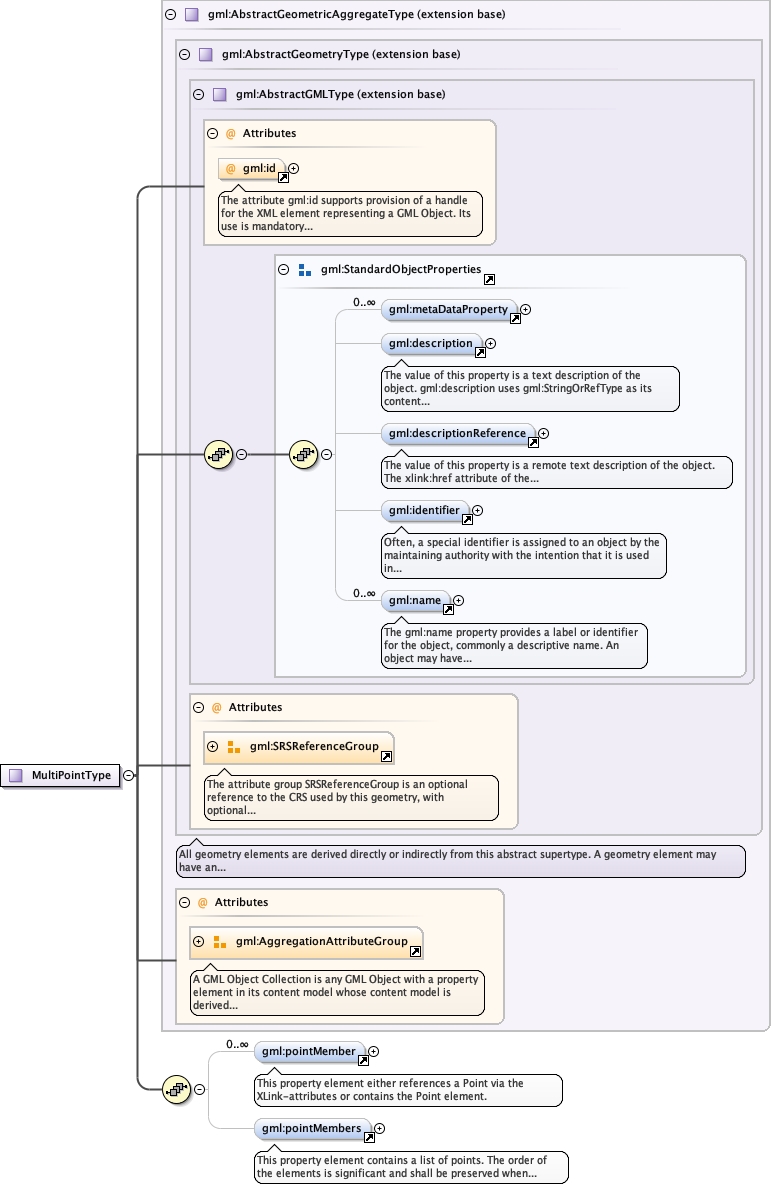 gml:AbstractGeometricAggregateType (extension base)
gml:AbstractGeometryType (extension base)
gml:AbstractGMLType (extension base)
@ Attributes
@ gml:id
The attribute gml:id supports provision of a handle
for the XML element representing a GML Object. Its
use is mandatory...
gml:StandardObjectProperties
0..∞
gml:metaDataProperty
gml:description
The value of this property is a text description of the
object. gml:description uses gml:StringOrRefType as its
content...
gml:descriptionReference
The value of this property is a remote text description of the object.
The xlink:href attribute of the...
gml:identifier
Often, a special identifier is assigned to an object by the
maintaining authority with the intention that it is used
in...
0..∞
gml:name
The gml:name property provides a label or identifier
for the object, commonly a descriptive name. An
object may have...
@ Attributes
gml:SRSReferenceGroup
The attribute group SRSReferenceGroup is an optional
reference to the CRS used by this geometry, with
optional...
MultiPointType
All geometry elements are derived directly or indirectly from this abstract supertype. A geometry element may
have an...
@ Attributes
gml:AggregationAttributeGroup
A GML Object Collection is any GML Object with a property
element in its content model whose content model is
derived...
0..∞
gml:pointMember
This property element either references a Point via the
XLink-attributes or contains the Point element.
gml:pointMembers
This property element contains a list of points. The order of
the elements is significant and shall be preserved when...